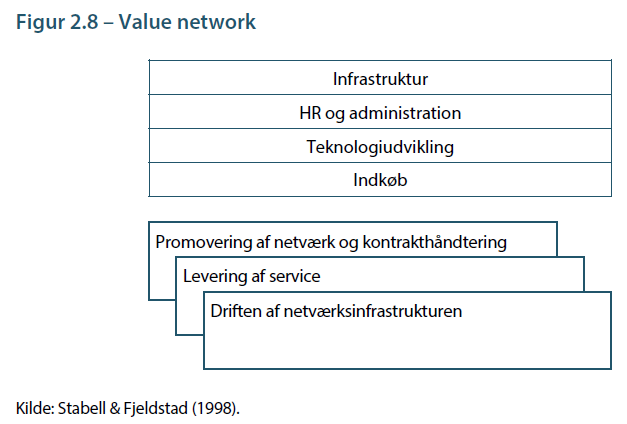 Figur 2.8 – Value network
Infrastruktur
HR og administration
Teknologiudvikling
Indkøb
Promovering af netværk og kontrakthåndtering
Levering af service
Driften af netværksinfrastrukturen
Kilde: Stabell & Fjeldstad (1998).